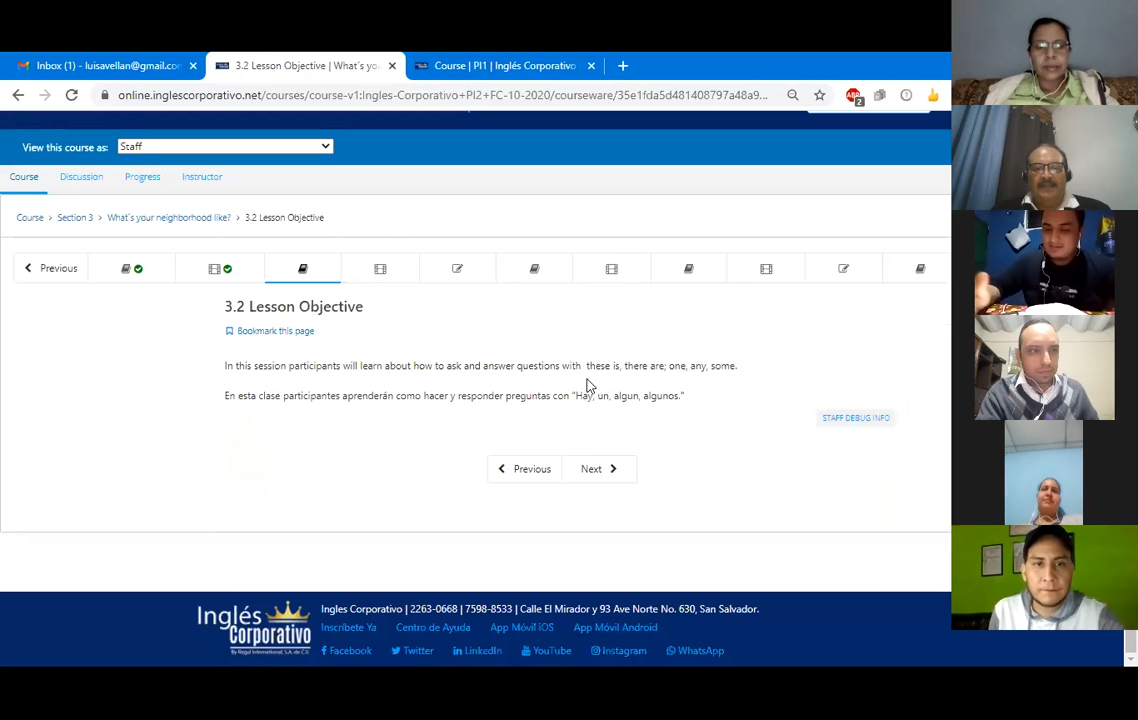 Inbox (1) - luisavellan@gmail.co
3.2 Lesson Objective | What´s yo
Course | PI1 | Inglés Corporativo
online.inglescorporativo.net/courses/course-v1:Ingles-Corporativo+PI2+FC-10-2020/courseware/35e1fda5d481408797a48a9...
ABP
2
View this course as:
Staff
Course
Discussion
Progress
Instructor
Course > Section 3 > What´s your neighborhood like? > 3.2 Lesson Objective
Previous
3.2 Lesson Objective
Bookmark this page
In this session participants will learn about how to ask and answer questions with these is, there are; one, any, some.
En esta clase participantes aprenderán como hacer y responder preguntas con "Hay, un, algun, algunos."
STAFF DEBUG INFO
Previous
Next
Inglés
Corporativo
By Regal International, S.A. de C.V.
Ingles Corporativo | 2263-0668 | 7598-8533 | Calle El Mirador y 93 Ave Norte No. 630, San Salvador.
Inscríbete Ya
Centro de Ayuda
App Móvil iOS
App Móvil Android
Facebook
Twitter
LinkedIn
YouTube
Instagram
WhatsApp